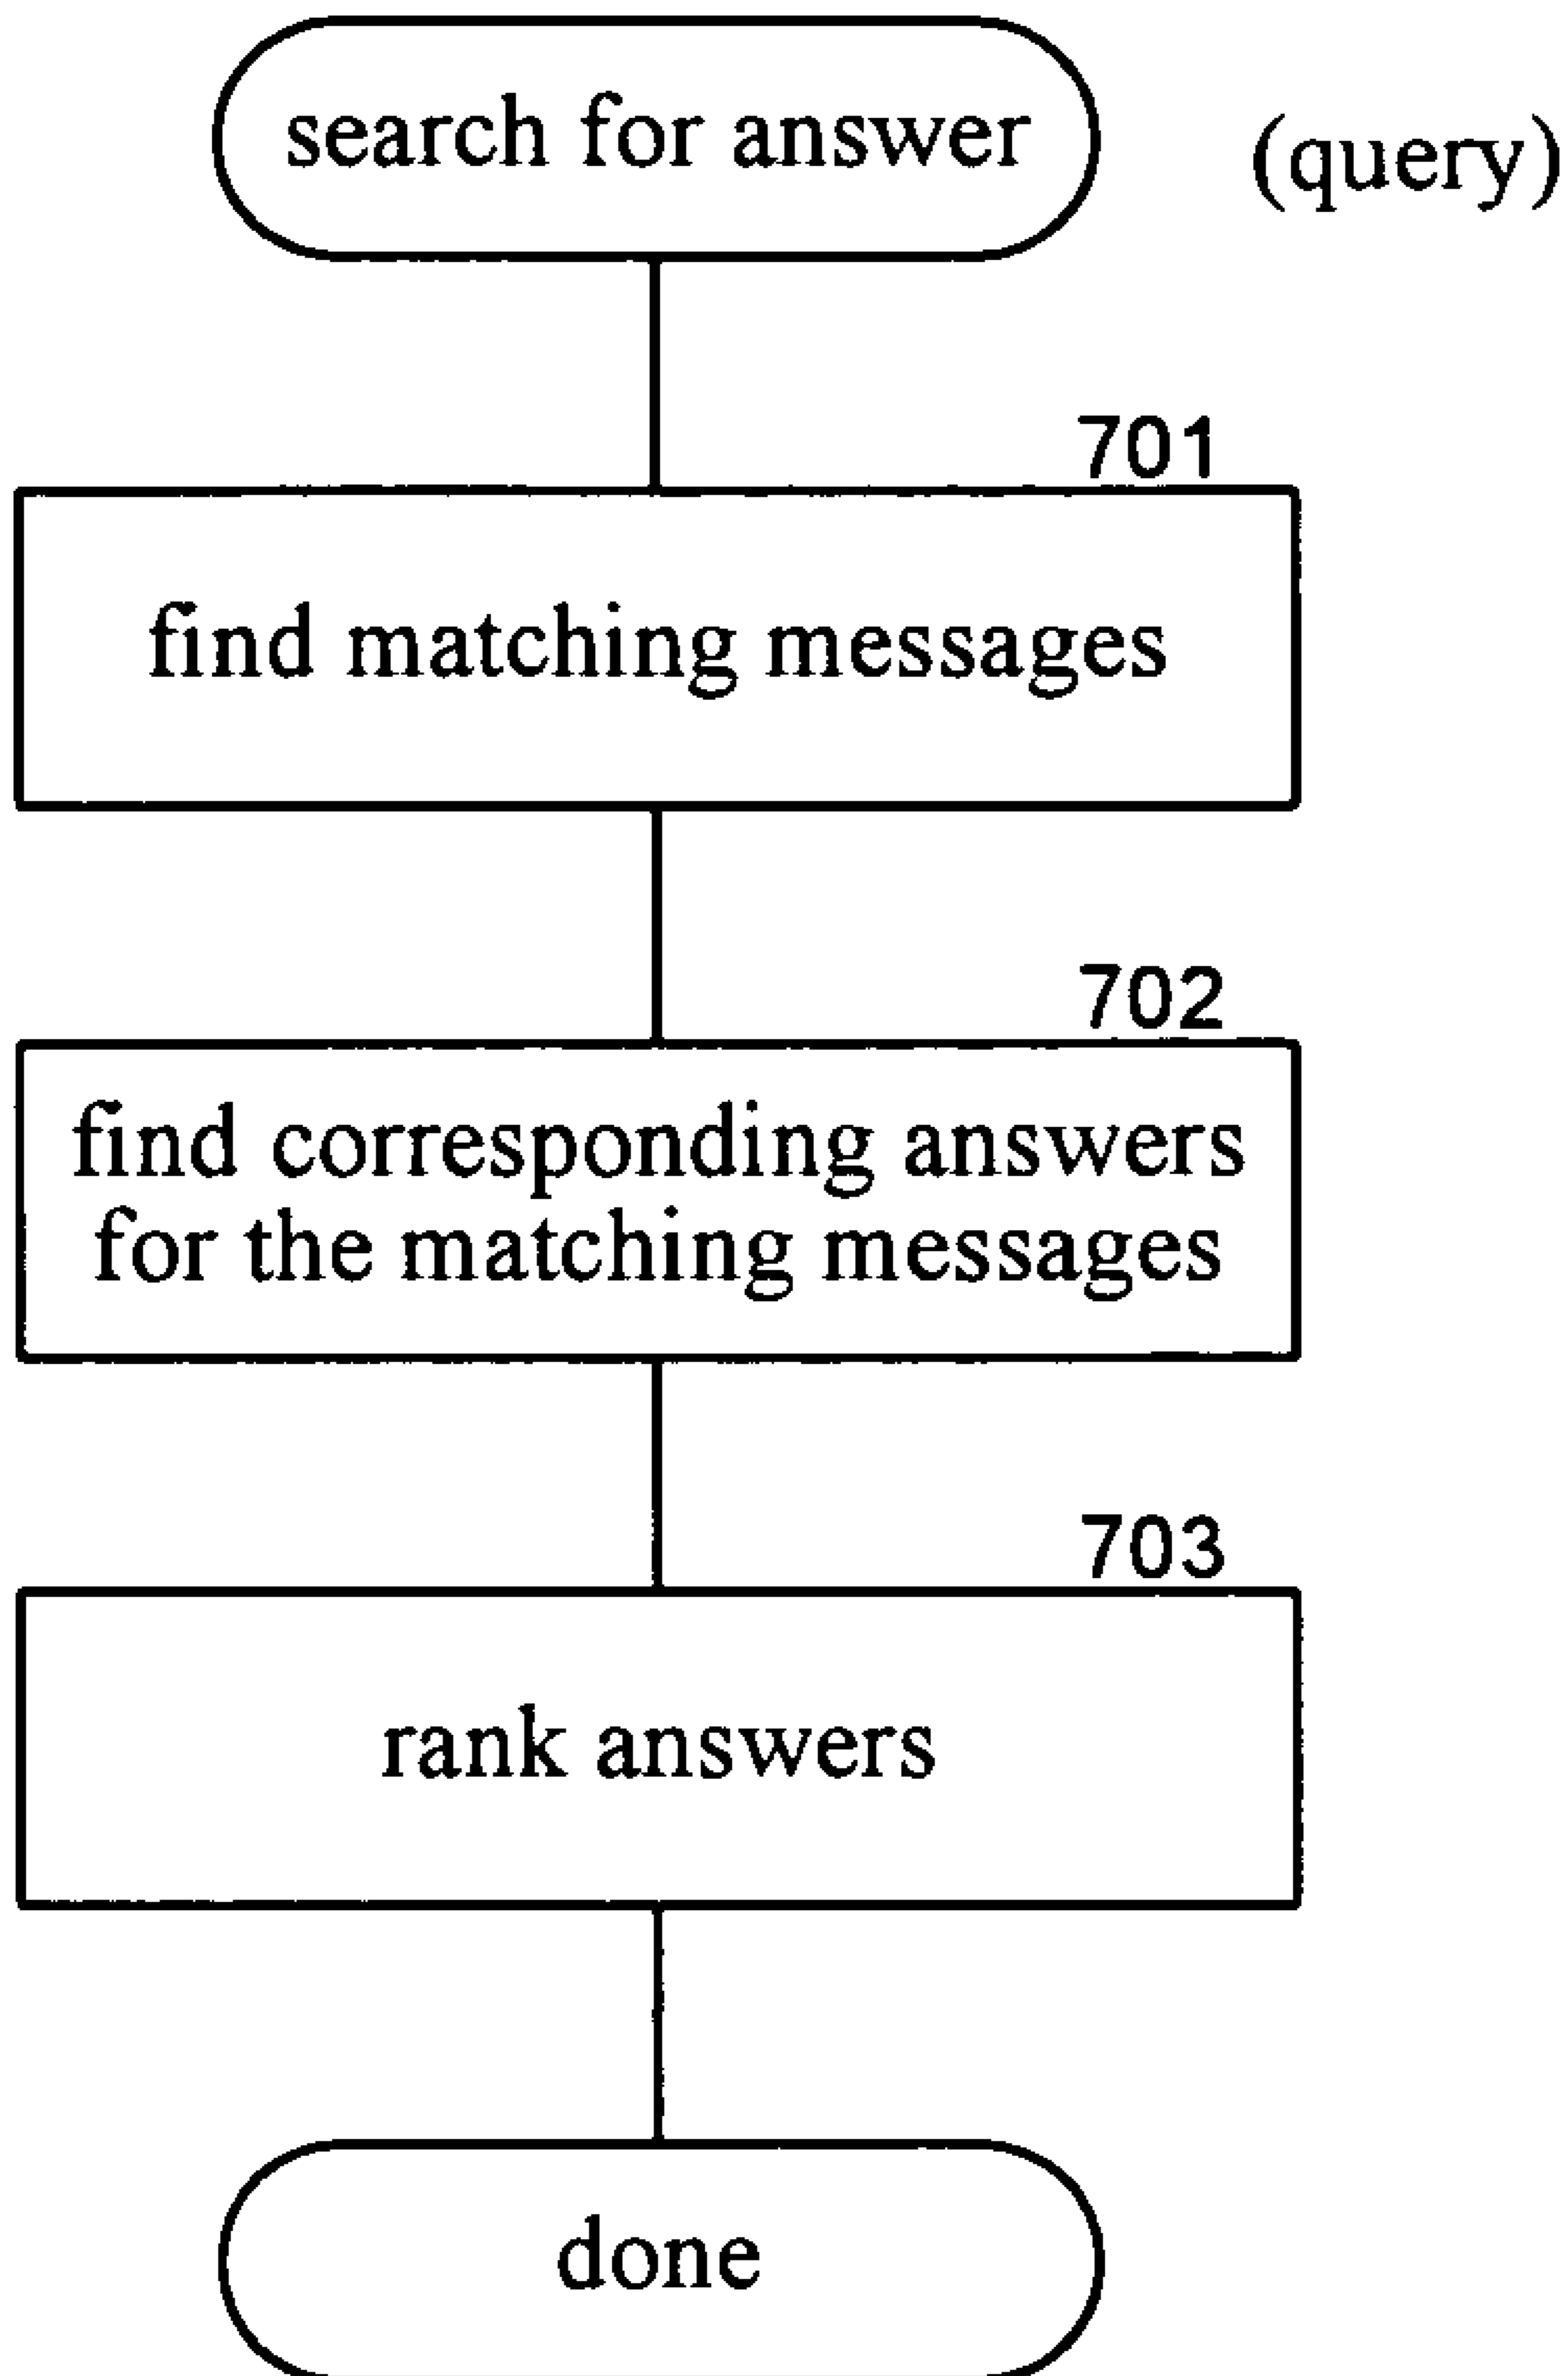 search for answer
(query)
701
find matching messages
702
find corresponding answers
for the matching messages
703
rank answers
done